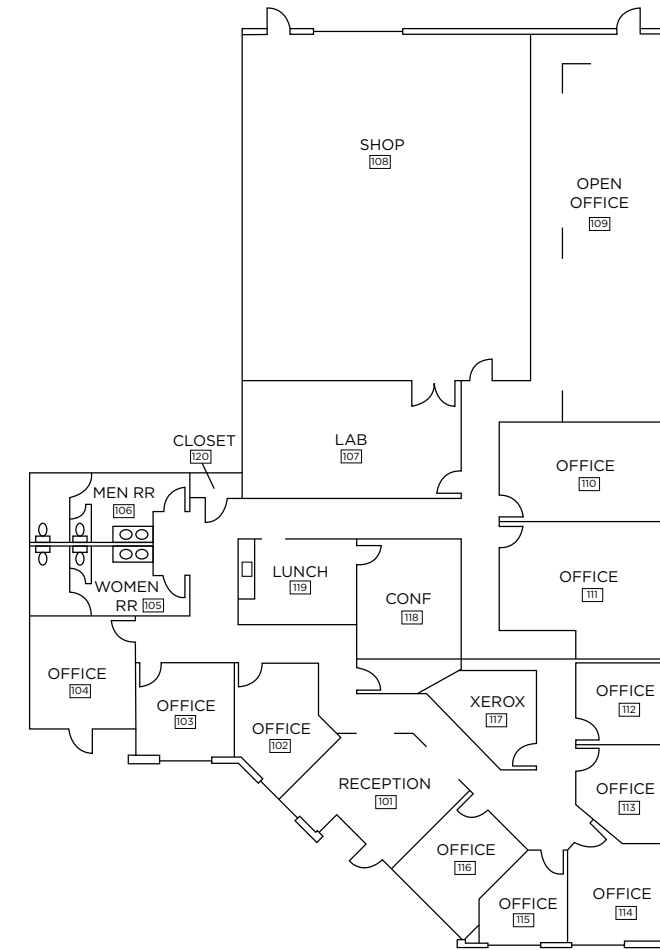 SHOP
108
OPEN
OFFICE
109
CLOSET
120
LAB
107
OFFICE
110
MEN RR
106
LUNCH
119
OFFICE
111
WOMEN
RR 105
CONF
118
OFFICE
104
OFFICE
103
OFFICE
102
XEROX
117
OFFICE
112
RECEPTION
101
OFFICE
113
OFFICE
116
OFFICE
115
OFFICE
114